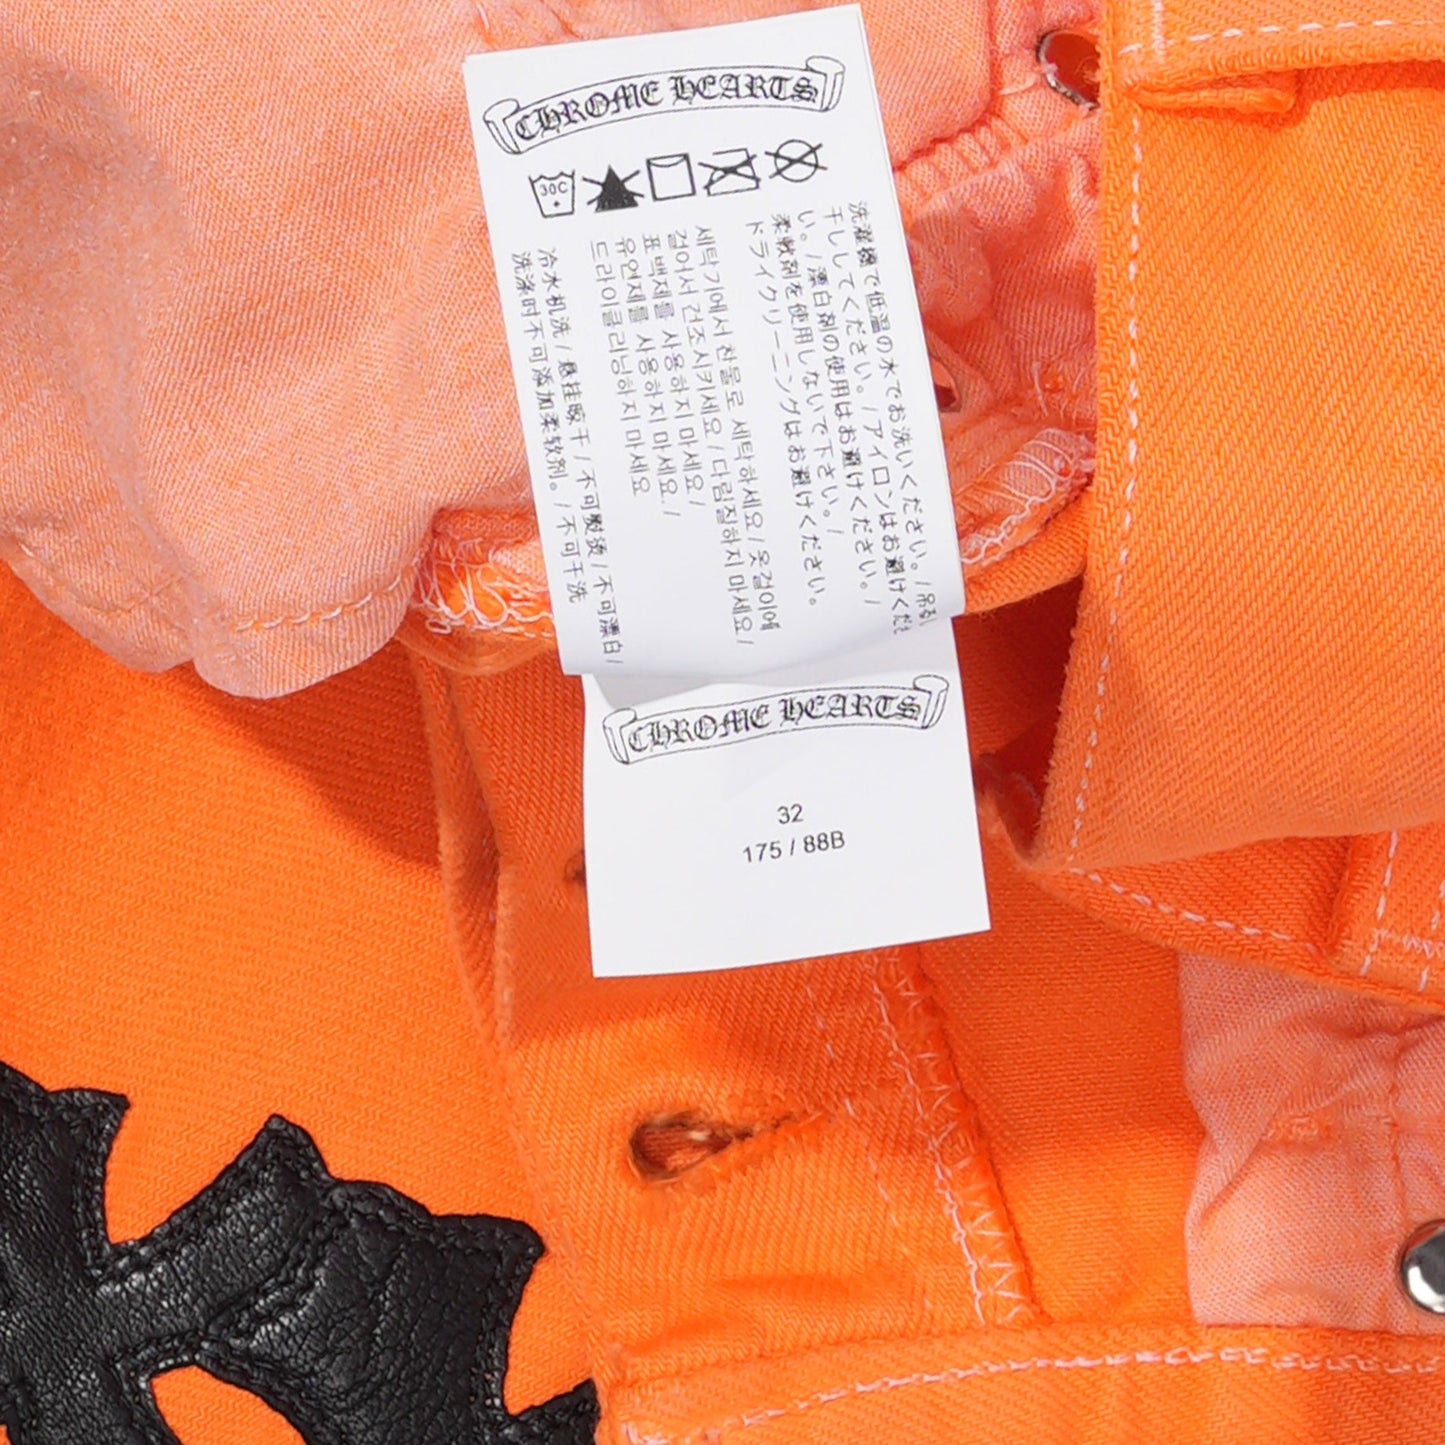 CHROME HEARTS
30C
洗濯機で低温の水でお洗いください。/吊る
干ししてください。/アイロンはお避けくださ
い。/漂白剤の使用はお避けください。/
柔軟剤を使用しないで下さい。/
ドライクリーニングはお避けください。
세탁기에서 찬물로 세탁하세요/옷걸이에
걸어서 건조시키세요/다림질하지마세요/
표백제를 사용하지 마세요/
유연제를 사용하지 마세요./
드라이클리닝하지 마세요
冷水机洗/悬挂晾干/不可熨烫/不可漂白/
洗涤时不可添加柔软剂。/不可干洗
CHROME HEARTS
32
175 / 88B